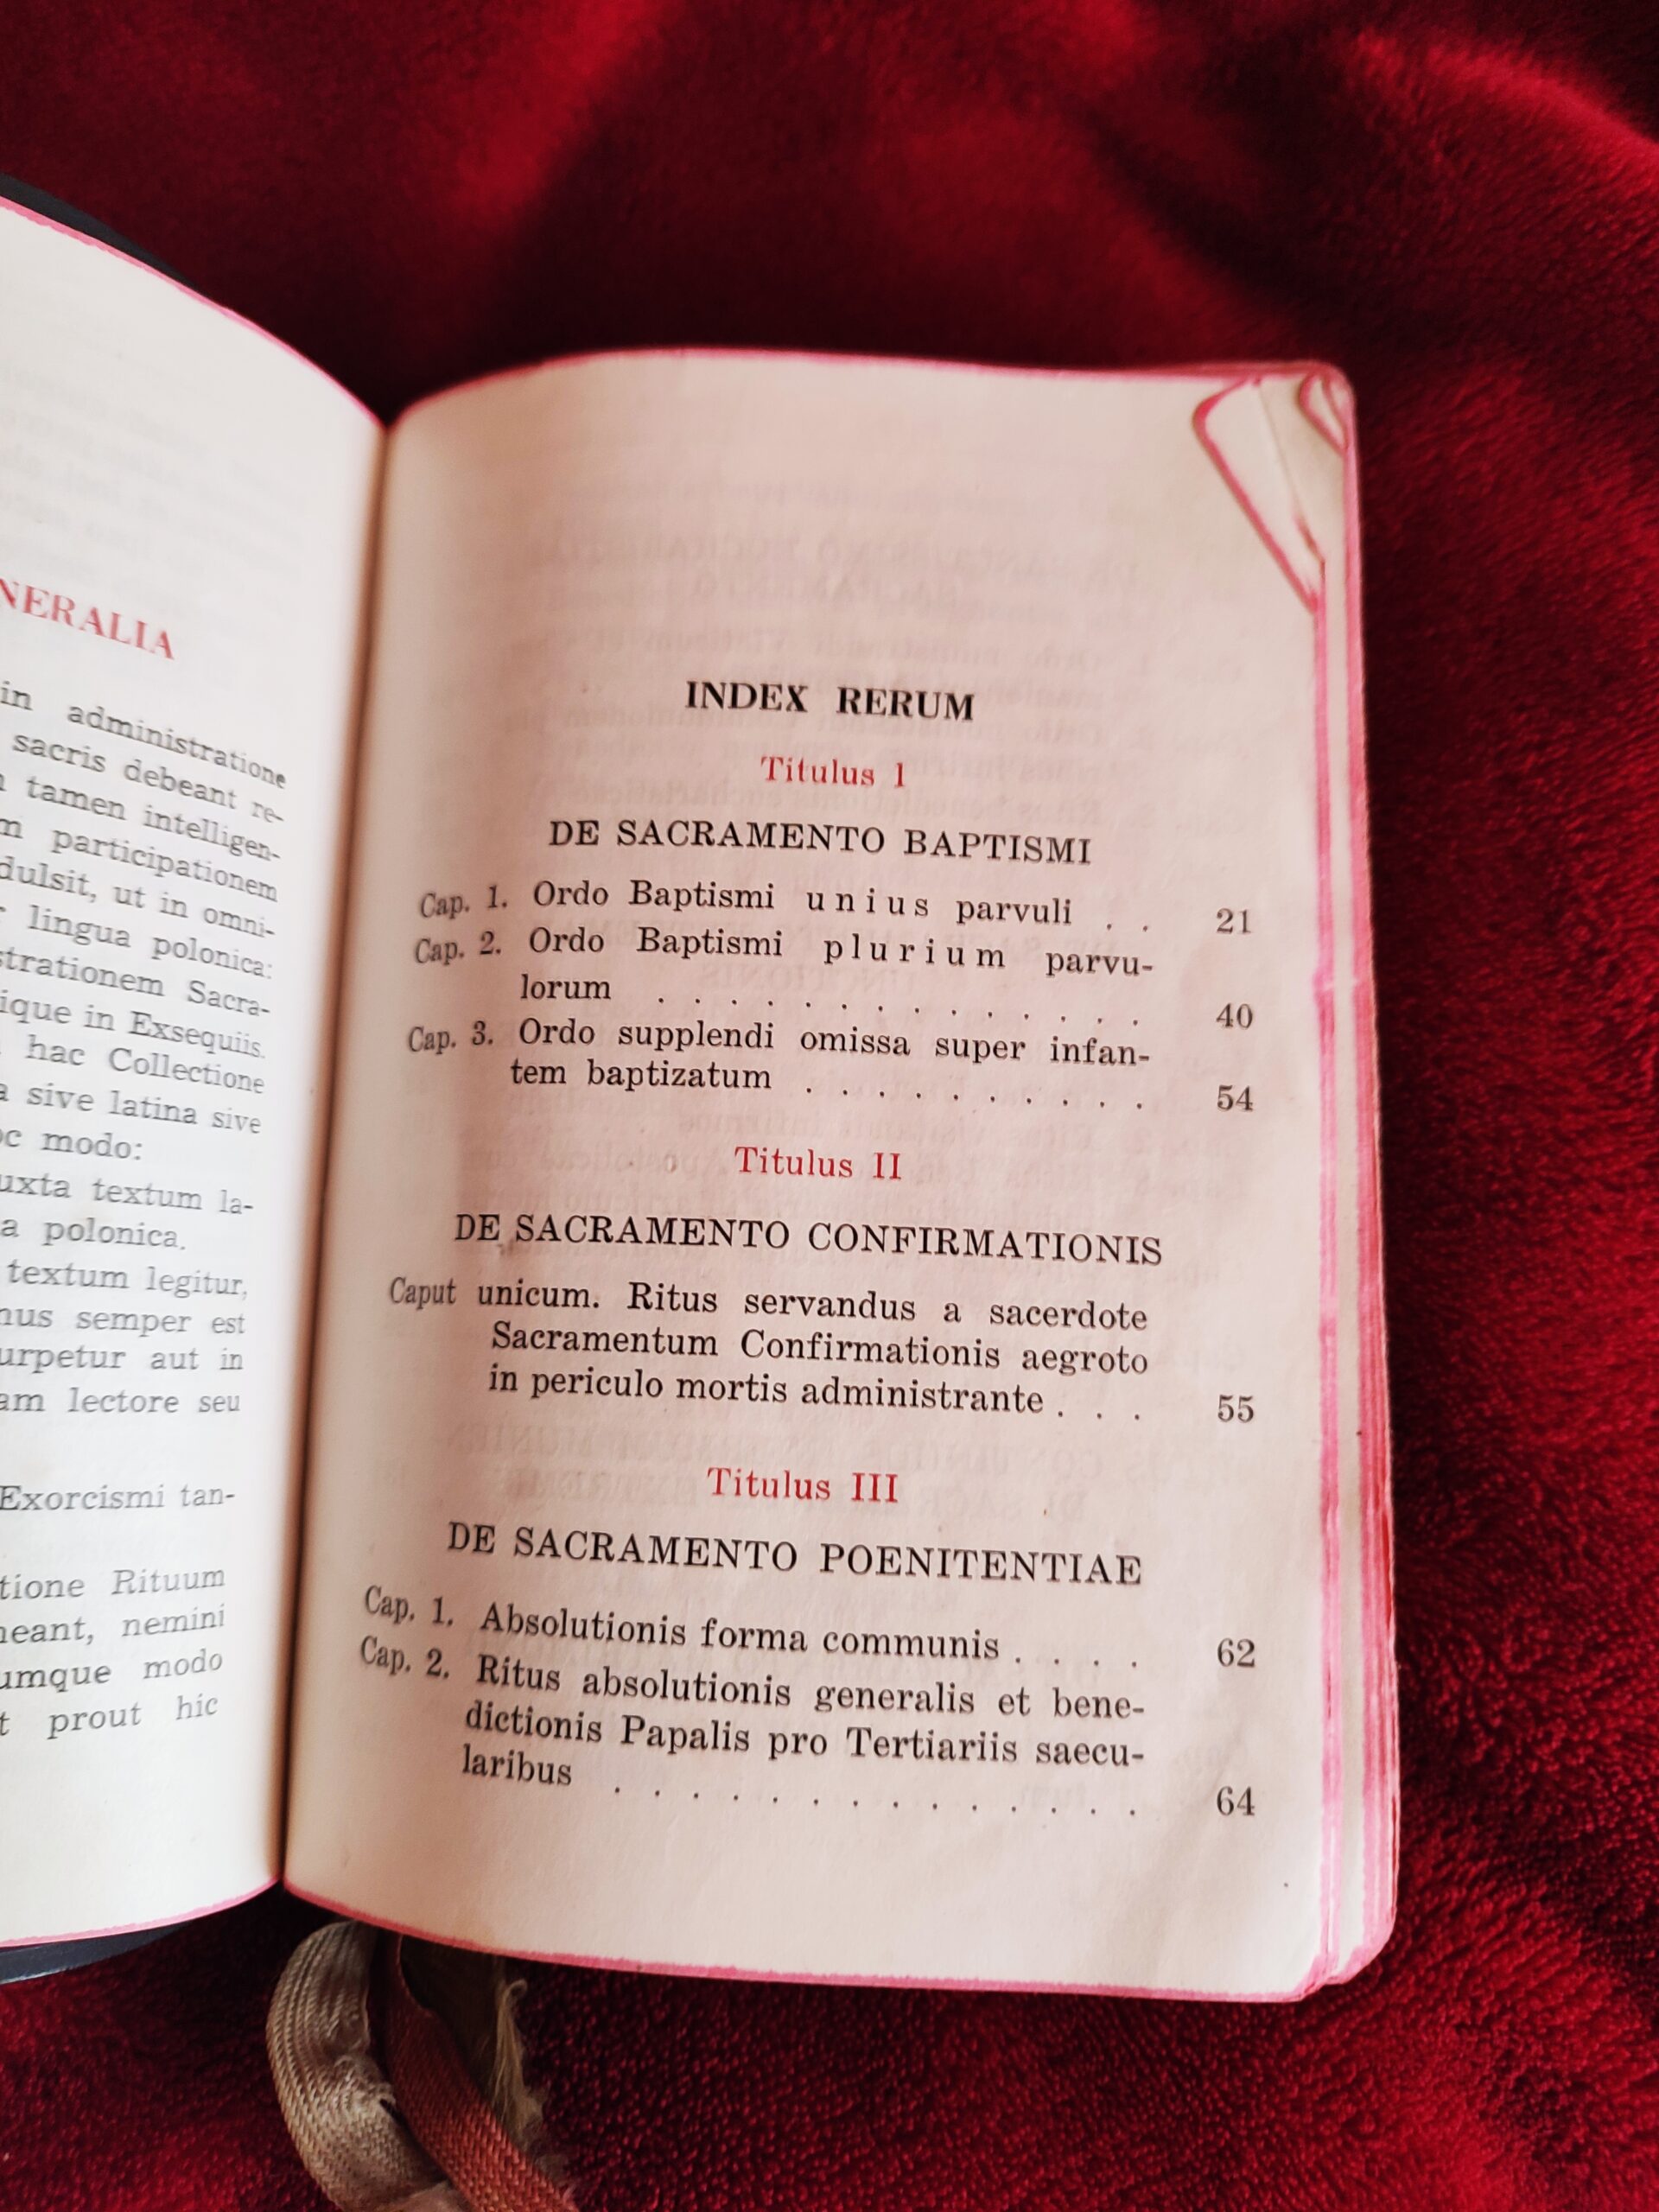 NERALIA
in administratione
sacris debeant re-
tamen intelligen-
participationem
dulsit, ut in omni-
lingua polonica:
strationem Sacra-
ique in Exsequiis.
hac Collectione
sive latina sive
modo:
uxta textum la-
a polonica.
textum legitur,
nus semper est
urpetur aut in
am lectore seu
Exorcismi tan-
tione Rituum
neant, nemini
umque modo
t prout hic
INDEX RERUM
Titulus I
DE SACRAMENTO BAPTISMI
Cap. 1. Ordo Baptismi unius parvuli . . 21
Cap. 2. Ordo Baptismi plurium parvu-
lorum . . . . . . . . . . . . . . 40
Cap. 3. Ordo supplendi omissa super infan-
tem baptizatum . . . . . . . . . . 54
Titulus II
DE SACRAMENTO CONFIRMATIONIS
Caput unicum. Ritus servandus a sacerdote
Sacramentum Confirmationis aegroto
in periculo mortis administrante . . . 55
Titulus III
DE SACRAMENTO POENITENTIAE
Cap. 1. Absolutionis forma communis . . . . 62
Cap. 2. Ritus absolutionis generalis et bene-
dictionis Papalis pro Tertiariis saecu-
laribus . . . . . . . . . . . . . . 64